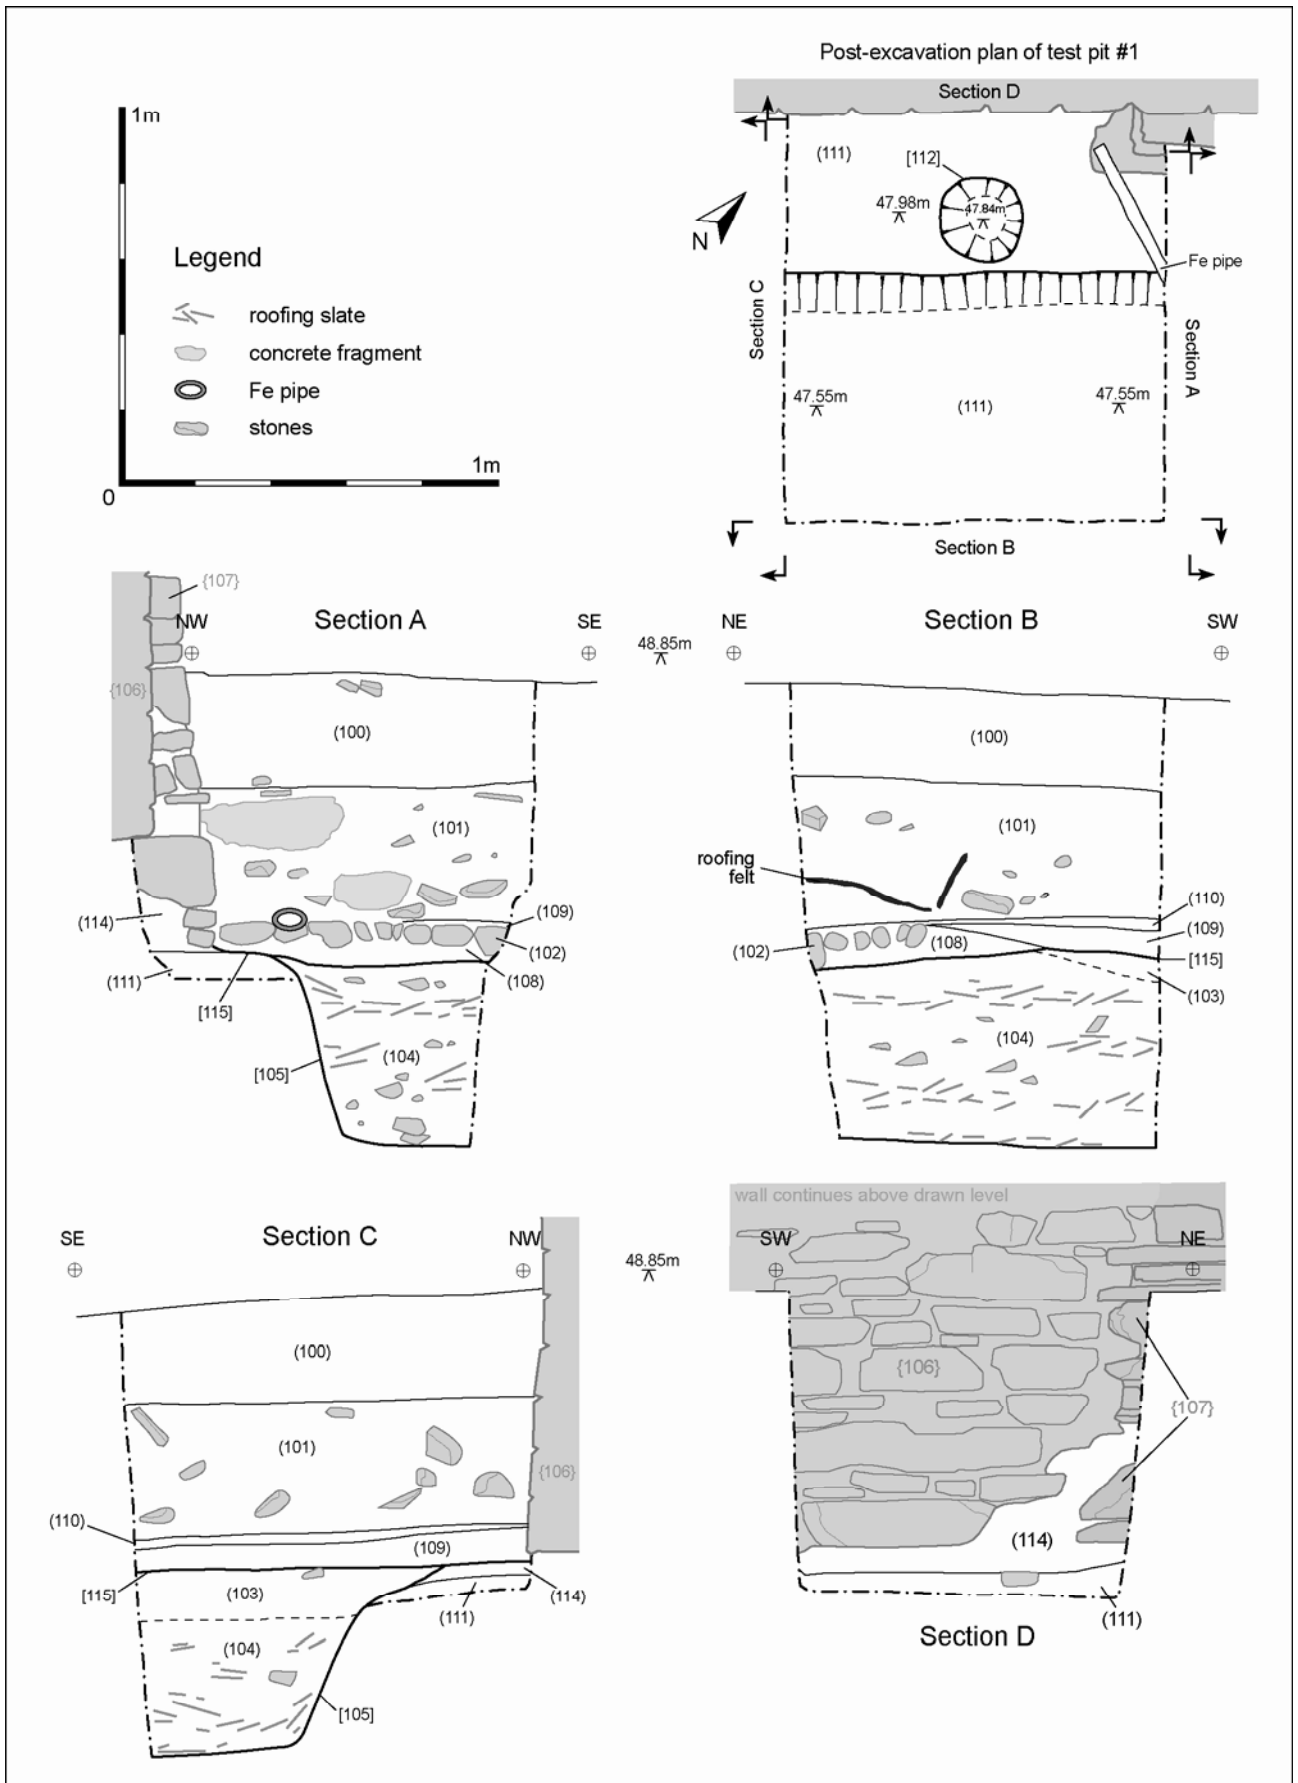 Post-excavation plan of test pit #1
Section D
1m
(111)
[112]
47.98m
47.84m
N
Fe pipe
Section C
Section A
Legend
roofing slate
concrete fragment
Fe pipe
stones
47.55m
47.55m
(111)
1m
0
Section B
{107}
NW
Section A
SE
48.85m
NE
Section B
SW
{106}
(100)
(100)
(101)
(101)
roofing
felt
(114)
(109)
(110)
(109)
(102)
(102)
(108)
[115]
(111)
(108)
(103)
[115]
(104)
(104)
[105]
wall continues above drawn level
SE
Section C
NW
48.85m
SW
NE
(100)
{106}
{107}
(101)
{106}
(110)
(109)
(114)
[115]
(103)
(114)
(111)
(111)
(104)
Section D
[105]